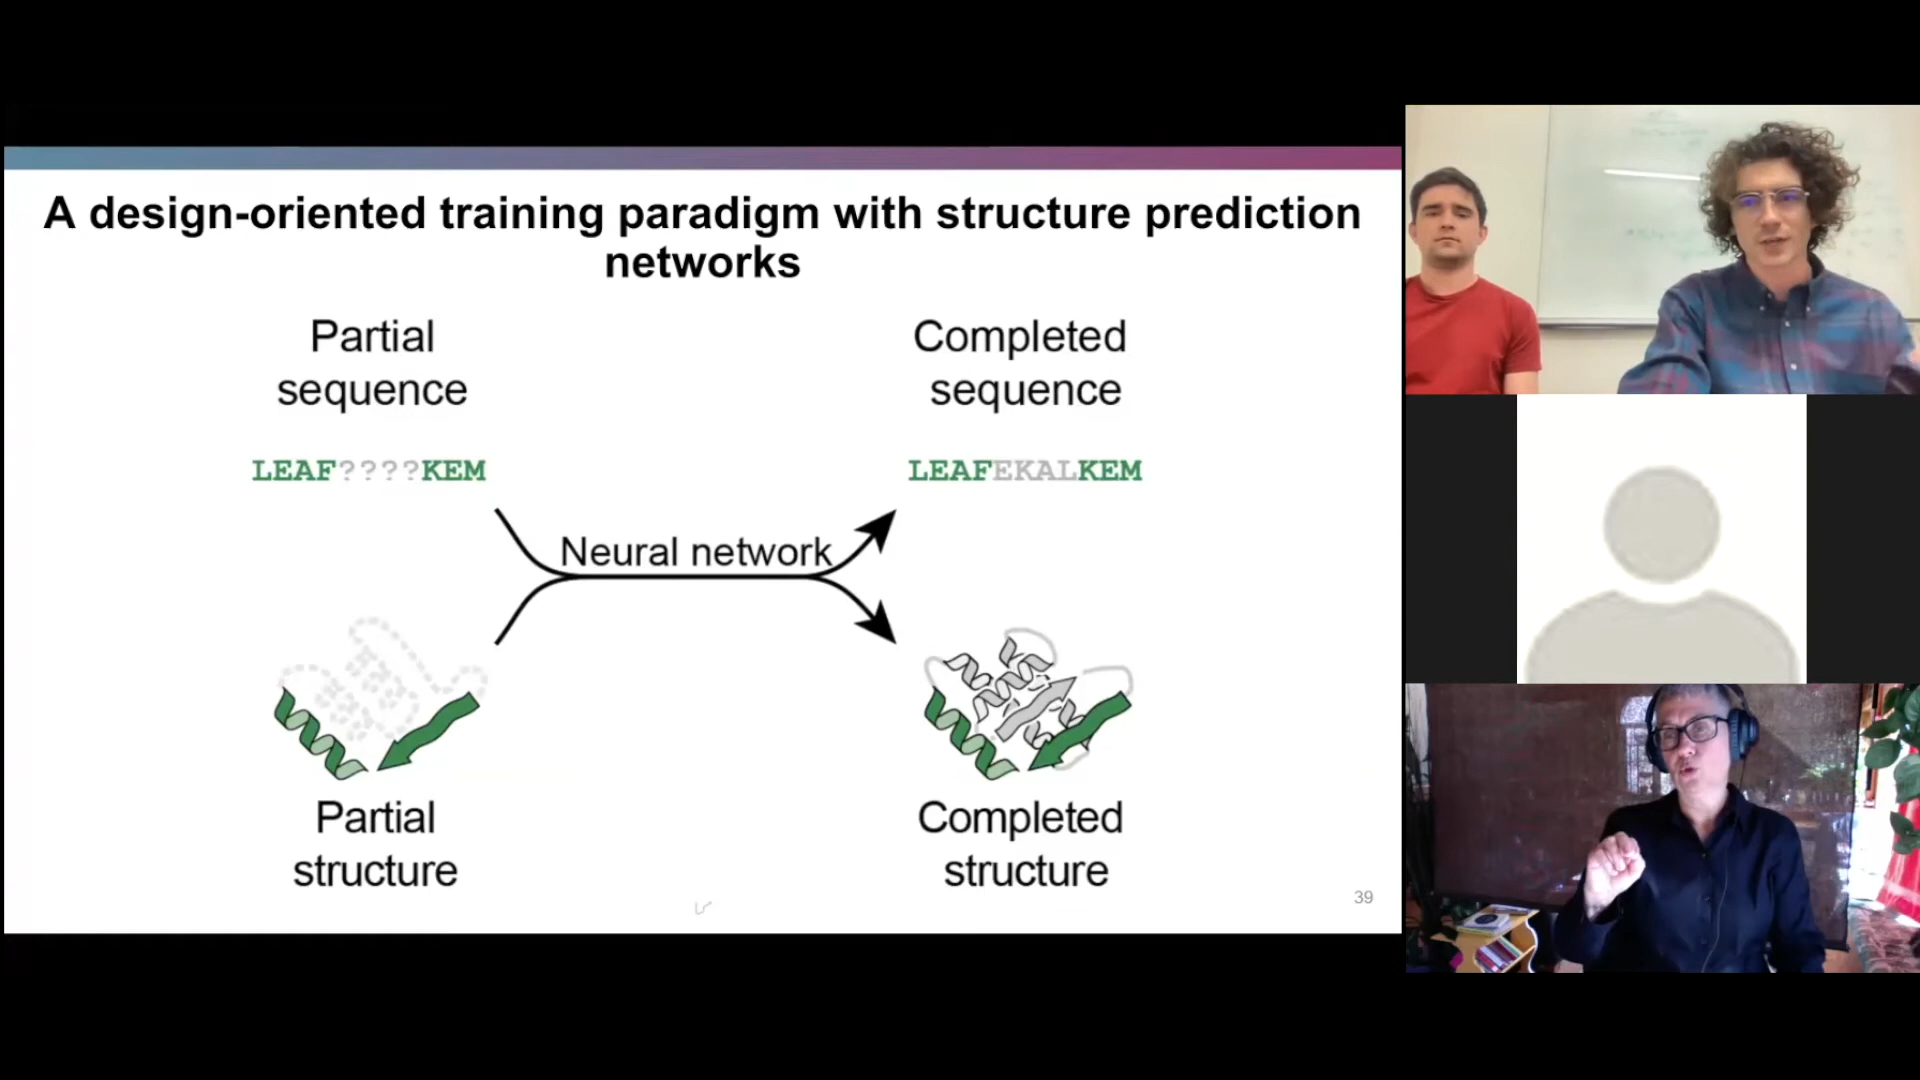 A design-oriented training paradigm with structure prediction
networks
Partial
sequence
Completed
sequence
LEAF????KEM
LEAFEKALKEM
Neural network
Partial
structure
Completed
structure
39